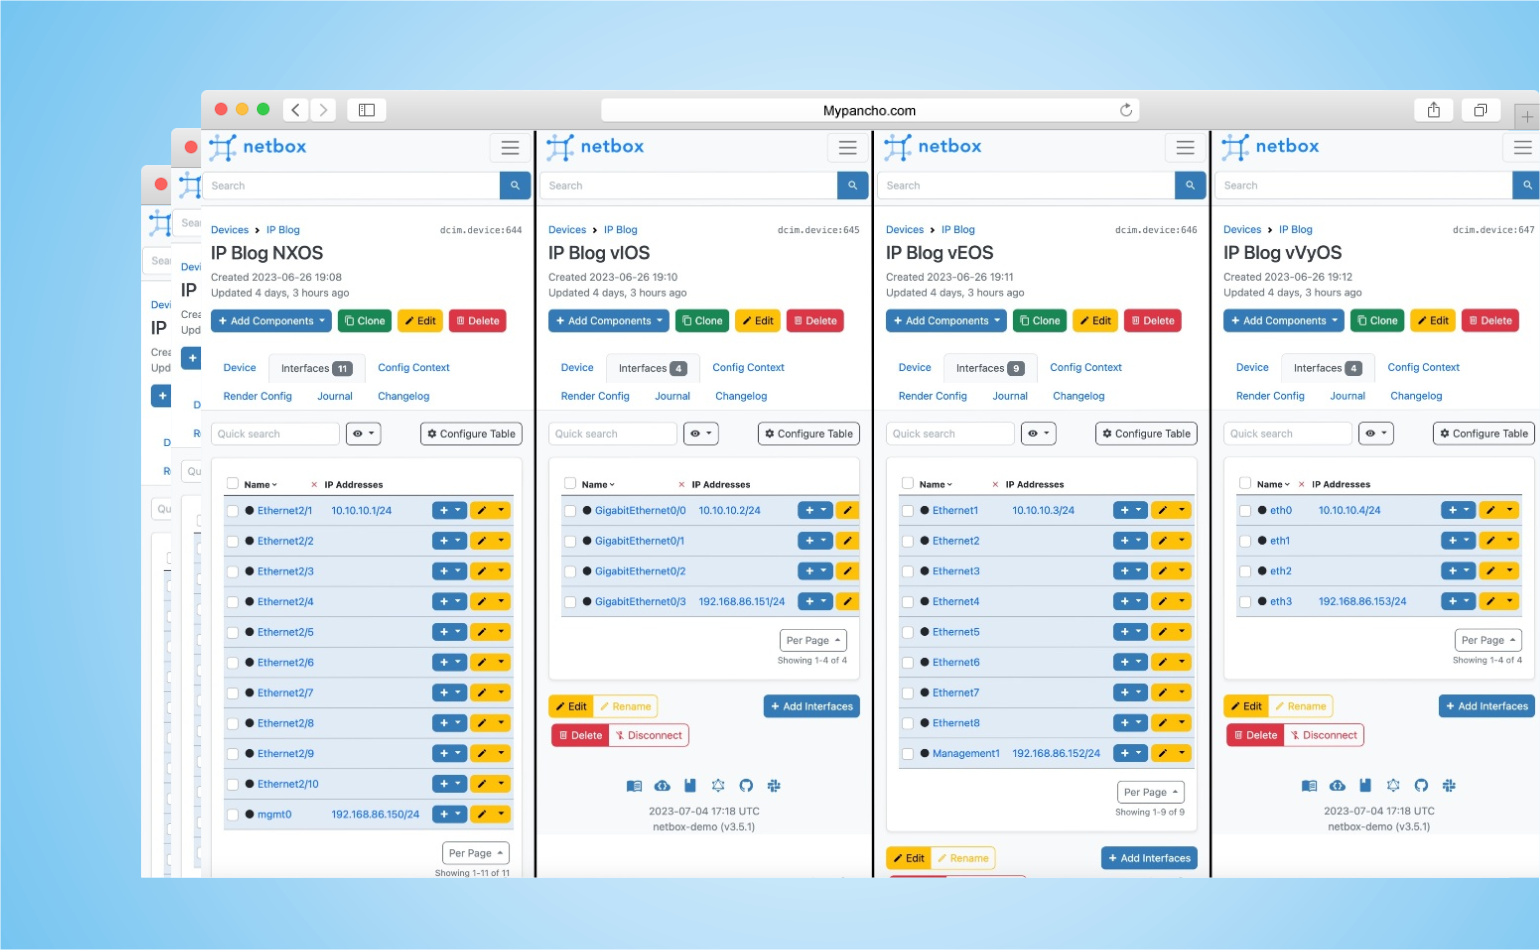 Mypancho.com
netbox
Search
Devices > IP Blog
dcim.device:644
IP Blog NXOS
Created 2023-06-26 19:08
Updated 4 days, 3 hours ago
+ Add Components
Clone
Edit
Delete
Device
Interfaces 11
Config Context
Render Config
Journal
Changelog
Quick search
Configure Table
Name
× IP Addresses
Ethernet2/1 10.10.10.1/24
Ethernet2/2
Ethernet2/3
Ethernet2/4
Ethernet2/5
Ethernet2/6
Ethernet2/7
Ethernet2/8
Ethernet2/9
Ethernet2/10
mgmt0 192.168.86.150/24
Per Page
Showing 1-11 of 11
netbox
Search
Devices > IP Blog
dcim.device:645
IP Blog vIOS
Created 2023-06-26 19:10
Updated 4 days, 3 hours ago
+ Add Components
Clone
Edit
Delete
Device
Interfaces 4
Config Context
Render Config
Journal
Changelog
Quick search
Configure Table
Name
× IP Addresses
GigabitEthernet0/0 10.10.10.2/24
GigabitEthernet0/1
GigabitEthernet0/2
GigabitEthernet0/3 192.168.86.151/24
Per Page
Showing 1-4 of 4
Edit
Rename
+ Add Interfaces
Delete
Disconnect
2023-07-04 17:18 UTC
netbox-demo (v3.5.1)
netbox
Search
Devices > IP Blog
dcim.device:646
IP Blog vEOS
Created 2023-06-26 19:11
Updated 4 days, 3 hours ago
+ Add Components
Clone
Edit
Delete
Device
Interfaces 9
Config Context
Render Config
Journal
Changelog
Quick search
Configure Table
Name
× IP Addresses
Ethernet1 10.10.10.3/24
Ethernet2
Ethernet3
Ethernet4
Ethernet5
Ethernet6
Ethernet7
Ethernet8
Management1 192.168.86.152/24
Per Page
Showing 1-9 of 9
Edit
Rename
+ Add Interfaces
netbox
Search
Devices > IP Blog
dcim.device:647
IP Blog vVyOS
Created 2023-06-26 19:12
Updated 4 days, 3 hours ago
+ Add Components
Clone
Edit
Delete
Device
Interfaces 4
Config Context
Render Config
Journal
Changelog
Quick search
Configure Table
Name
× IP Addresses
eth0 10.10.10.4/24
eth1
eth2
eth3 192.168.86.153/24
Per Page
Showing 1-4 of 4
Edit
Rename
+ Add Interfaces
Delete
Disconnect
2023-07-04 17:18 UTC
netbox-demo (v3.5.1)